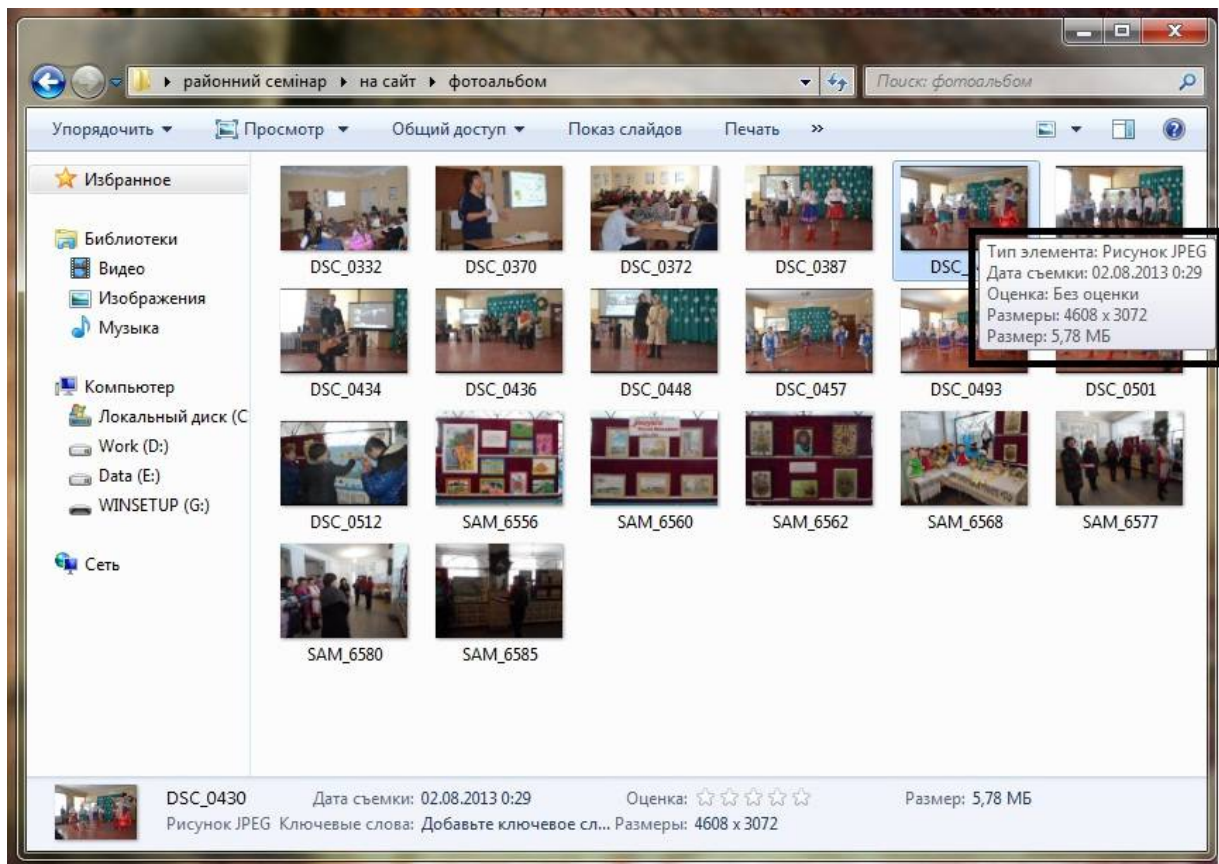 районний семінар ▸ на сайт ▸ фотоальбом
Поиск: фотоальбом
Упорядочить ▾ Просмотр ▾ Общий доступ ▾ Показ слайдов Печать »
Избранное
Библиотеки
Видео
Изображения
Музыка
Компьютер
Локальный диск (C
Work (D:)
Data (E:)
WINSETUP (G:)
Сеть
DSC_0332 DSC_0370 DSC_0372 DSC_0387 DSC_
Тип элемента: Рисунок JPEG
Дата съемки: 02.08.2013 0:29
Оценка: Без оценки
Размеры: 4608 x 3072
Размер: 5,78 МБ
DSC_0434 DSC_0436 DSC_0448 DSC_0457 DSC_0493 DSC_0501
DSC_0512 SAM_6556 SAM_6560 SAM_6562 SAM_6568 SAM_6577
SAM_6580 SAM_6585
DSC_0430 Дата съемки: 02.08.2013 0:29 Оценка: Размер: 5,78 МБ
Рисунок JPEG Ключевые слова: Добавьте ключевое сл... Размеры: 4608 x 3072